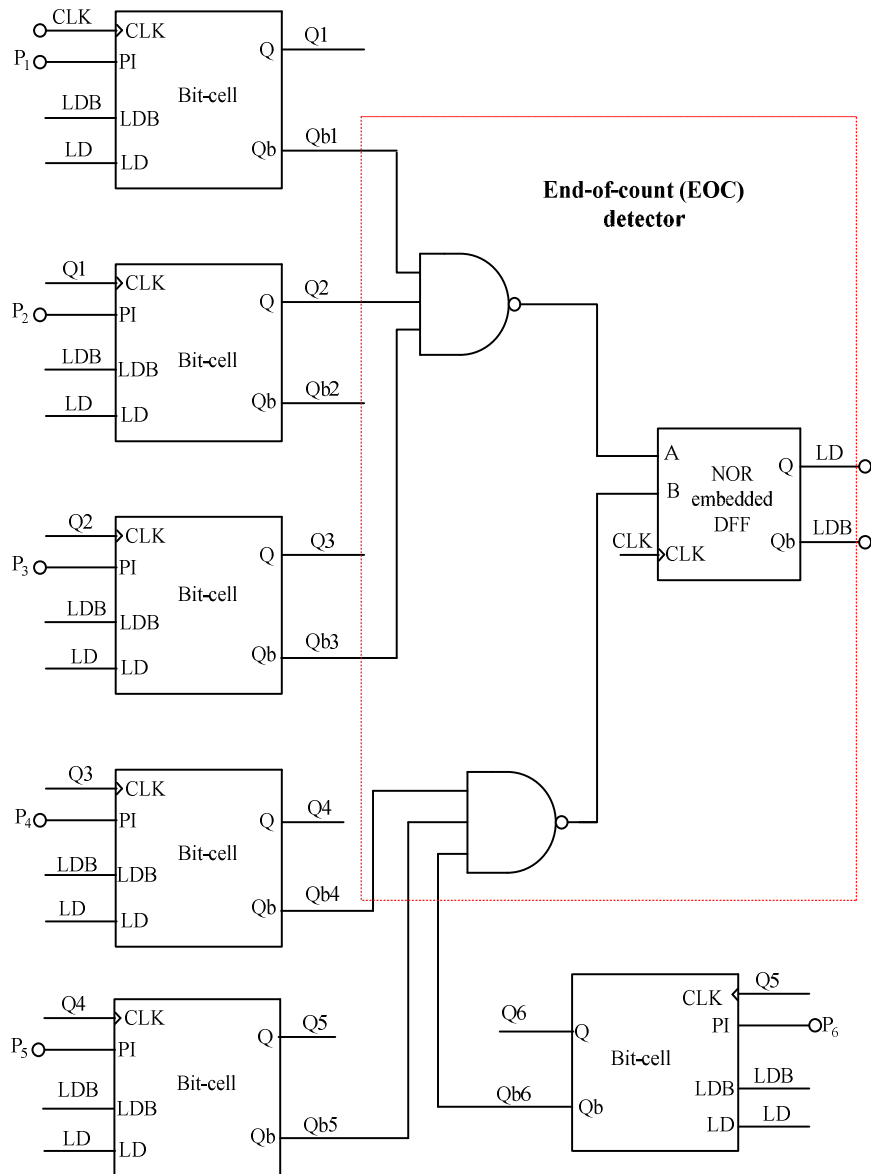 CLK
CLK
P1
PI
Q
Q1
Bit-cell
LDB
LDB
LD
LD
Qb
Qb1
End-of-count (EOC)
detector
Q1
CLK
P2
PI
Q
Q2
LDB
LDB
Bit-cell
LD
LD
Qb
Qb2
A
B
NOR
embedded
DFF
Q
LD
CLK
CLK
Qb
LDB
Q2
CLK
P3
PI
Q
Q3
Bit-cell
LDB
LDB
LD
LD
Qb
Qb3
Q3
CLK
P4
PI
Q
Q4
Bit-cell
LDB
LDB
LD
LD
Qb
Qb4
Q4
CLK
P5
PI
Q
Q5
Bit-cell
LDB
LDB
LD
LD
Qb
Qb5
Q5
CLK
Q6
Q
PI
P6
Bit-cell
Qb6
Qb
LDB
LDB
LD
LD